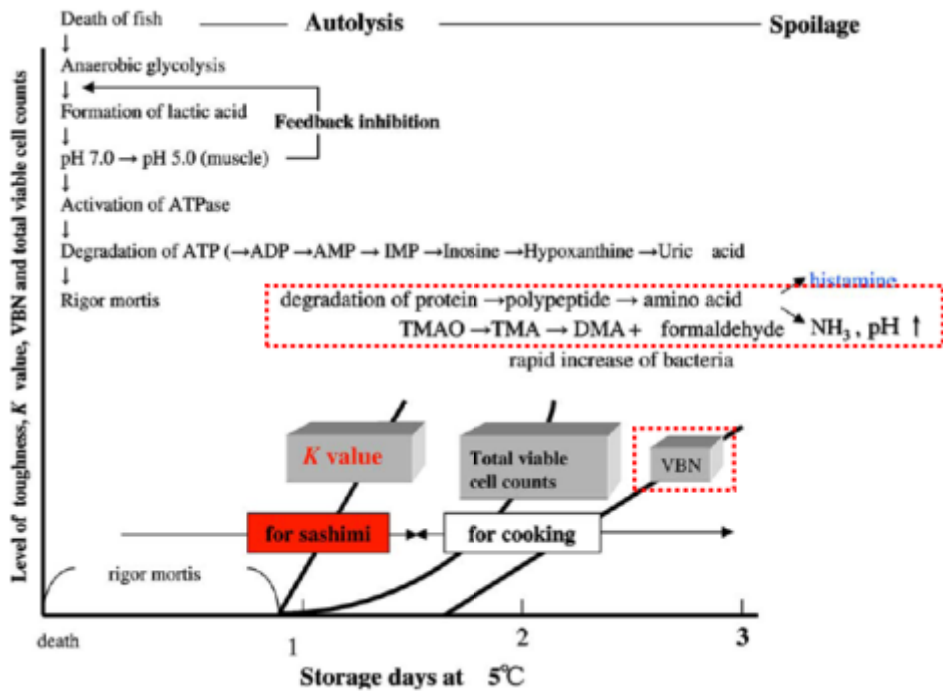 Death of fish
Autolysis
Spoilage
Anaerobic glycolysis
Formation of lactic acid
Feedback inhibition
pH 7.0 → pH 5.0 (muscle)
Activation of ATPase
Degradation of ATP (→ADP →AMP → IMP →Inosine →Hypoxanthine →Uric acid
histamine
Rigor mortis
degradation of protein →polypeptide → amino acid
TMAO →TMA → DMA + formaldehyde
NH₃ , pH ↑
rapid increase of bacteria
Level of toughness, K value, VBN and total viable cell counts
K value
Total viable
cell counts
VBN
for sashimi
for cooking
rigor mortis
death
1
2
3
Storage days at 5℃